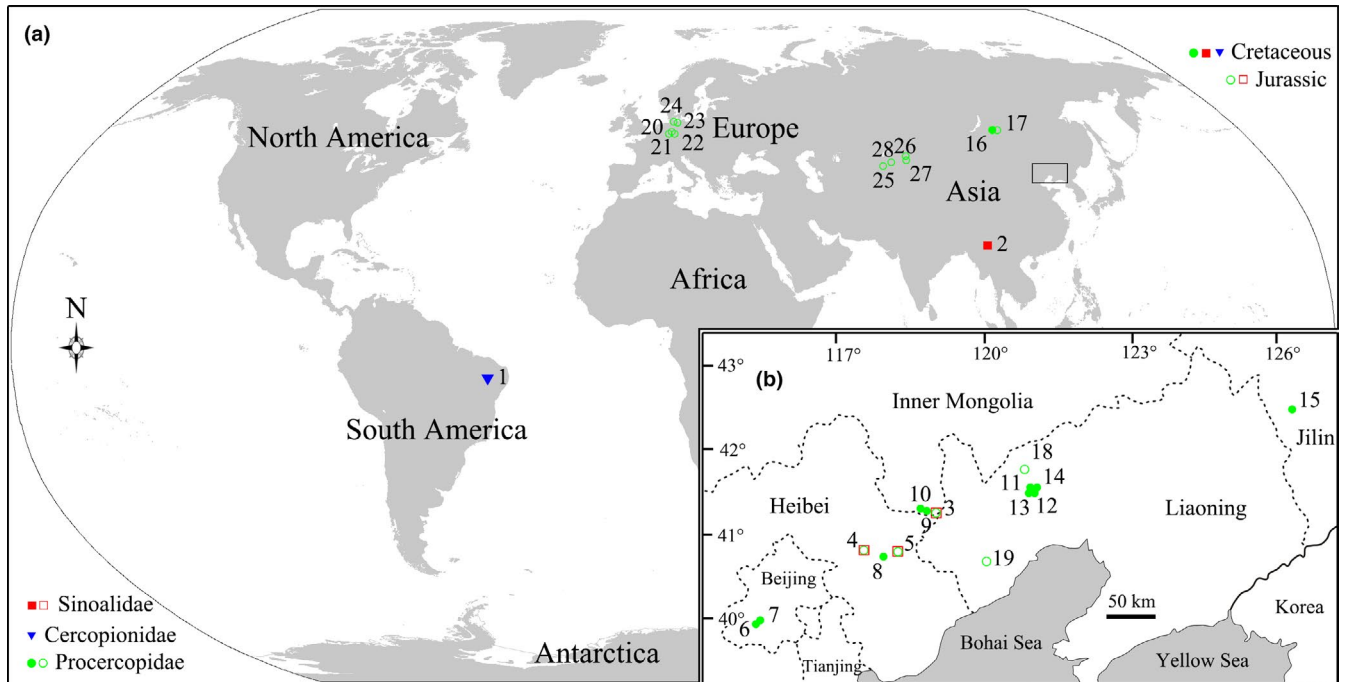 (a)
Cretaceous
Jurassic
North America
Europe
Asia
Africa
South America
Antarctica
N
24
23
20
21
22
28
26
25
27
16
17
2
1
Sinoalidae
Cercopionidae
Procercopidae
(b)
117°
120°
123°
126°
43°
42°
41°
40°
Inner Mongolia
15
Jilin
18
11
14
13
12
Heibei
10
3
9
Liaoning
4
5
8
19
Beijing
50 km
7
6
Korea
Tianjing
Bohai Sea
Yellow Sea